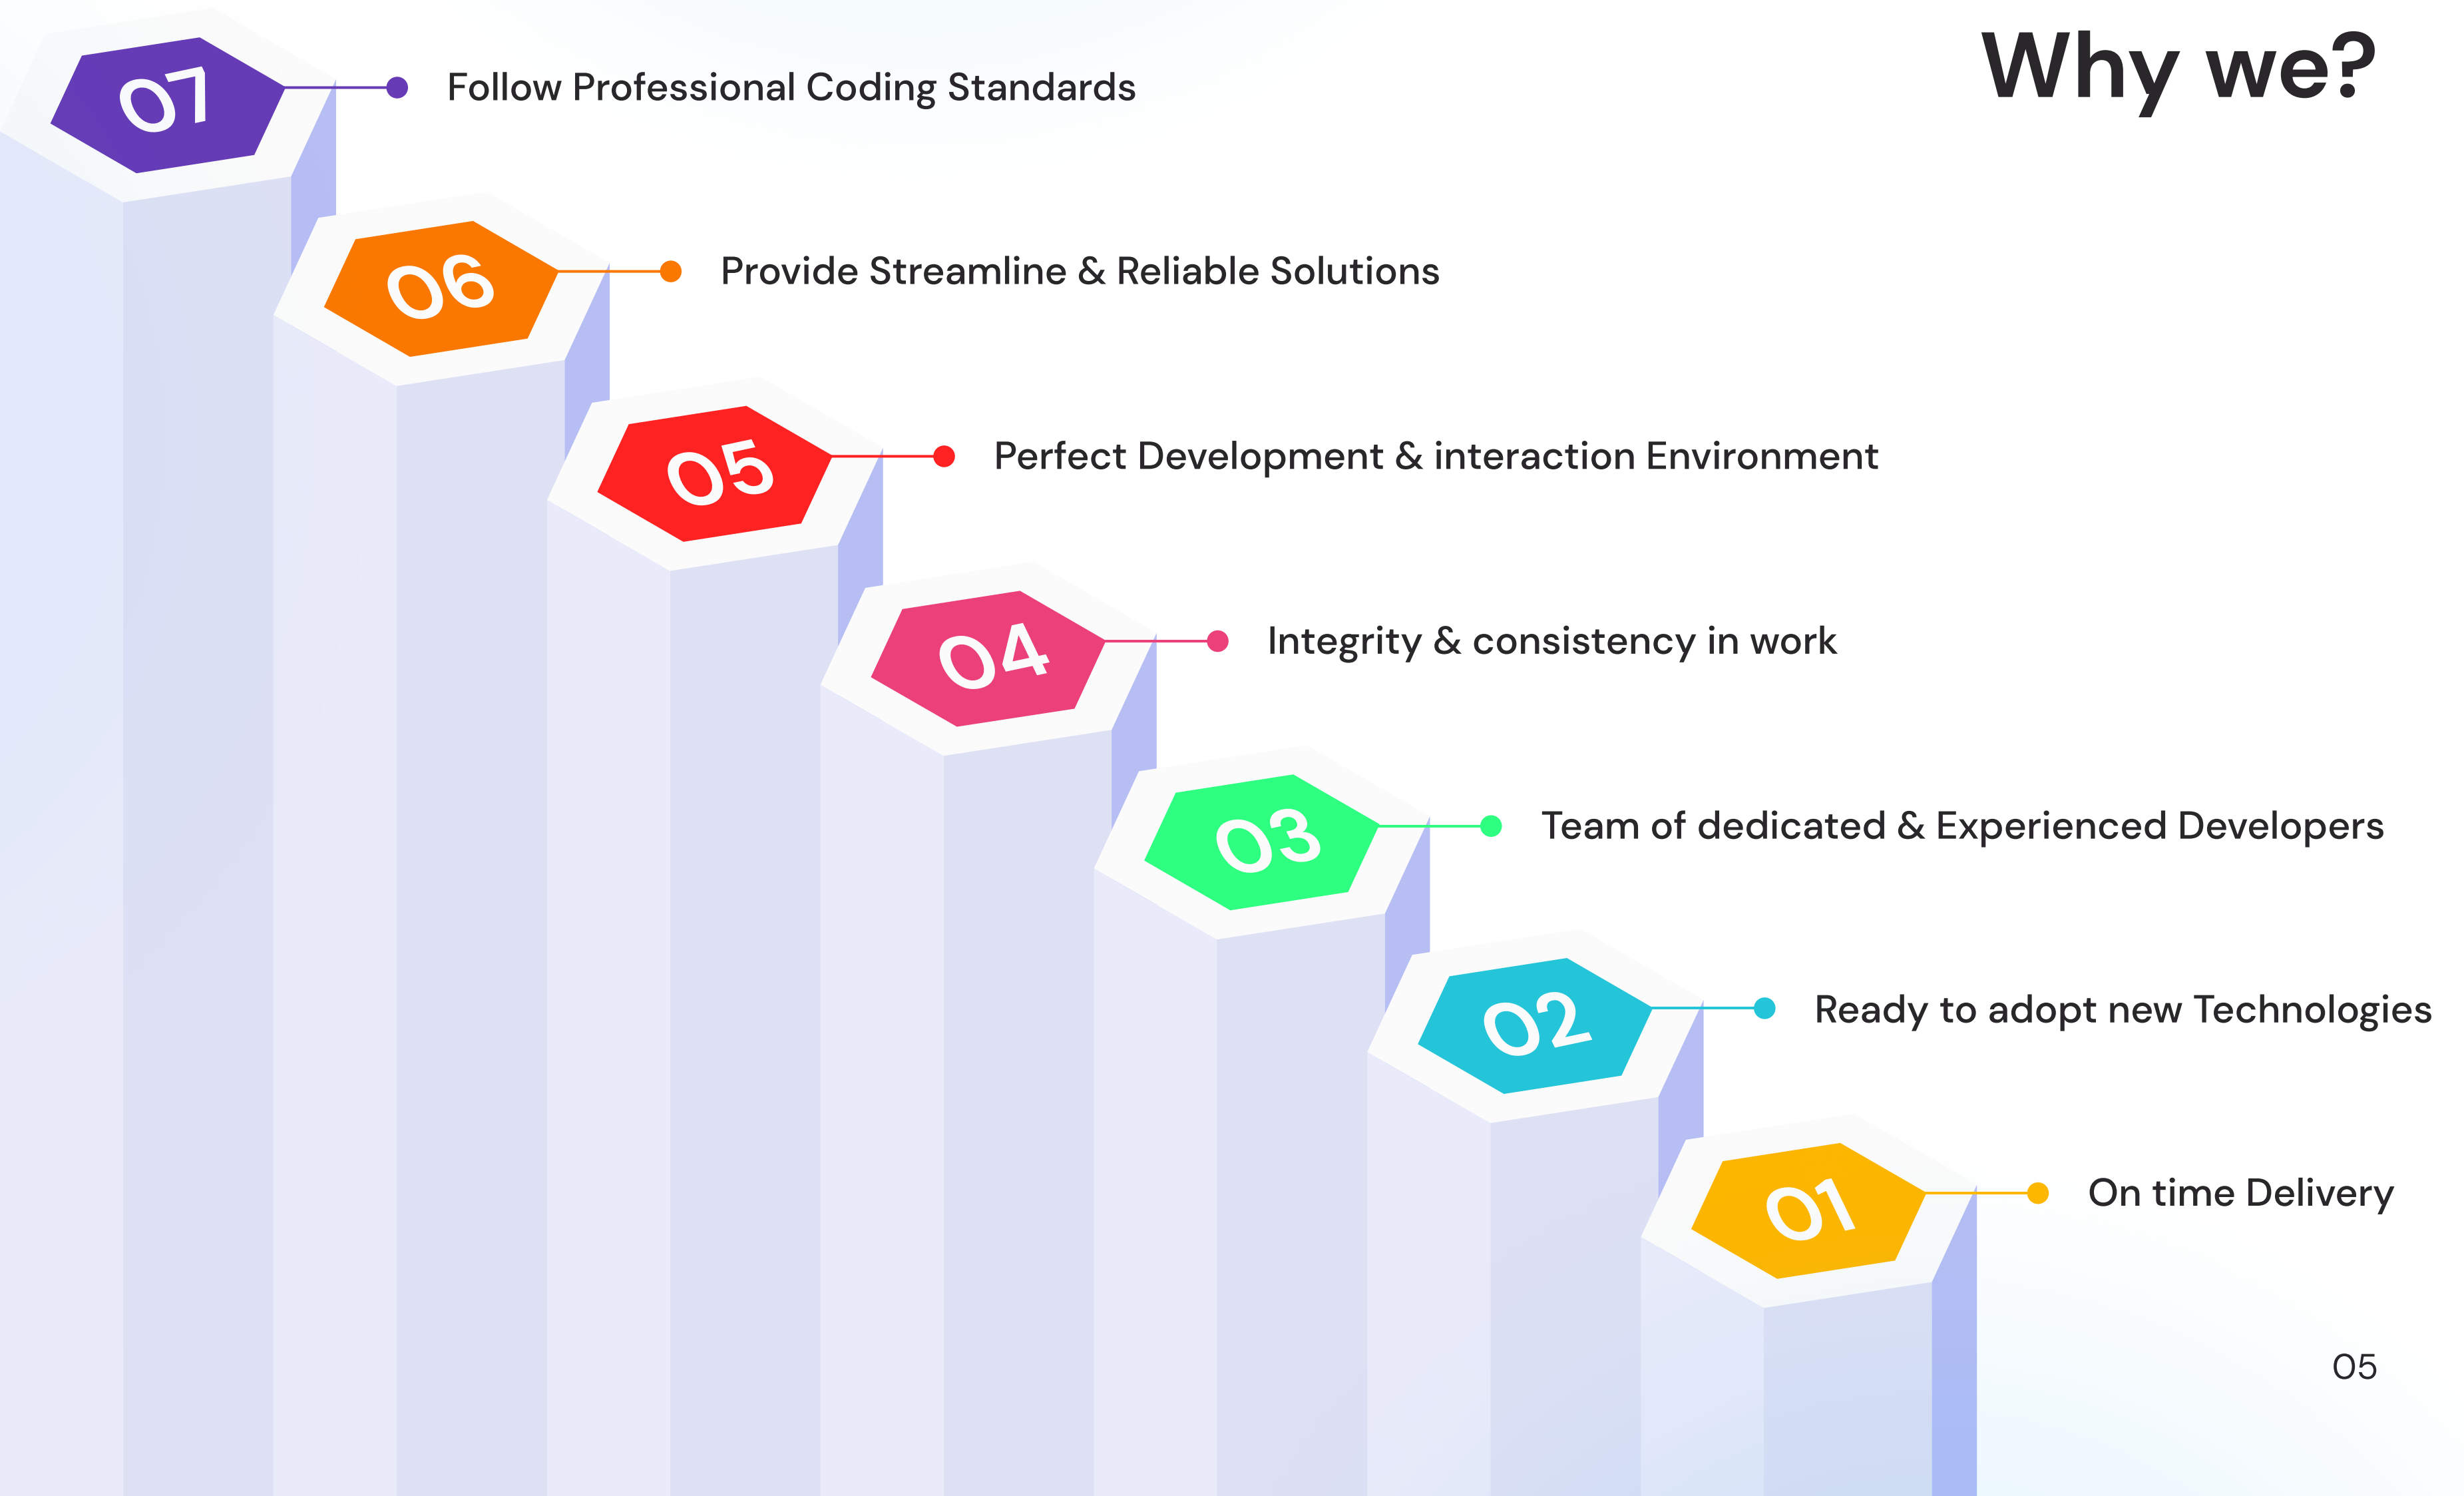 Why we?
07
Follow Professional Coding Standards
06
Provide Streamline & Reliable Solutions
05
Perfect Development & interaction Environment
04
Integrity & consistency in work
03
Team of dedicated & Experienced Developers
02
Ready to adopt new Technologies
01
On time Delivery
05